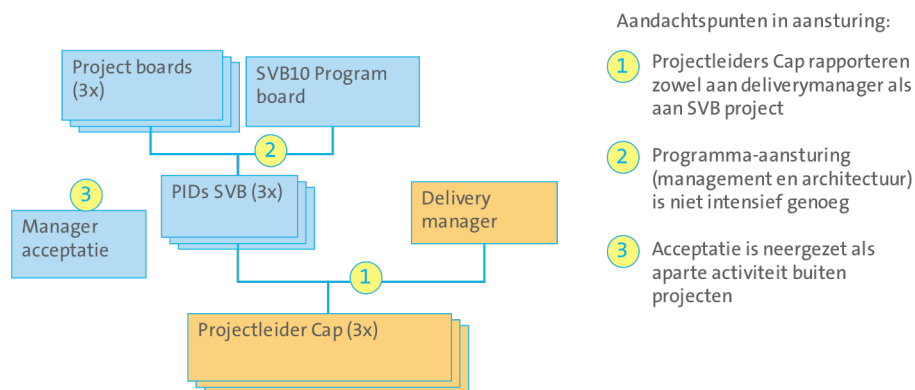 Project boards
(3x)
SVB10 Program
board
2
3
PIDs SVB (3x)
Manager
acceptatie
Delivery
manager
1
Projectleider Cap (3x)
Aandachtspunten in aansturing:
1
Projectleiders Cap rapporteren
zowel aan deliverymanager als
aan SVB project
2
Programma-aansturing
(management en architectuur)
is niet intensief genoeg
3
Acceptatie is neergezet als
aparte activiteit buiten
projecten